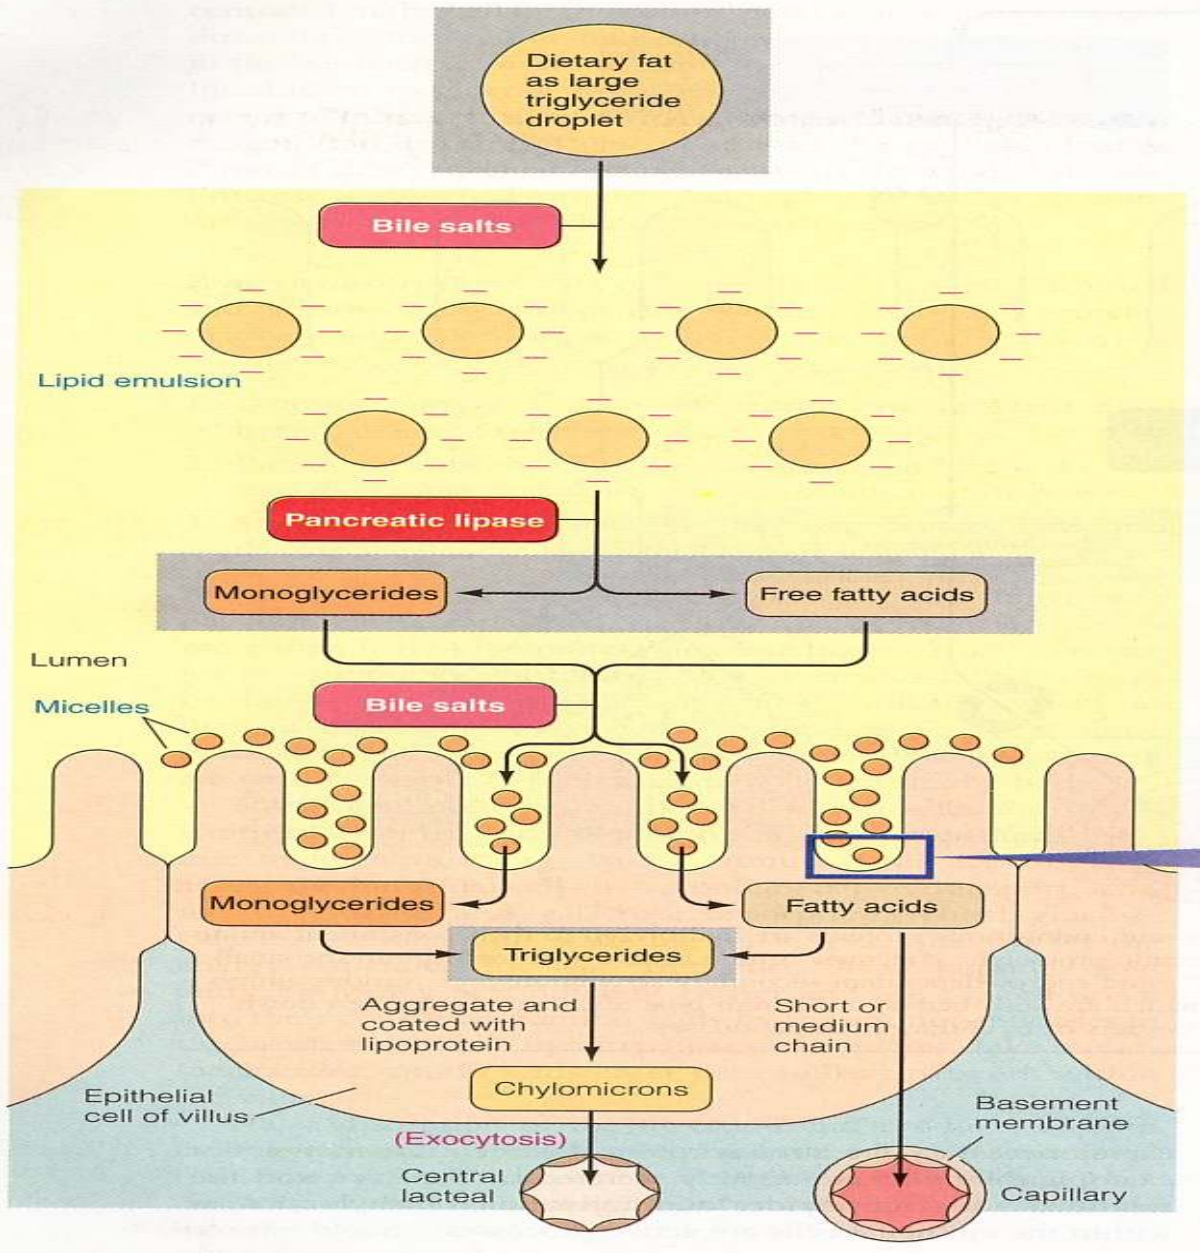 Dietary fat
as large
triglyceride
droplet
Bile salts
Lipid emulsion
Pancreatic lipase
Monoglycerides
Free fatty acids
Lumen
Bile salts
Micelles
Monoglycerides
Fatty acids
Triglycerides
Aggregate and
coated with
lipoprotein
Short or
medium
chain
Chylomicrons
Epithelial
cell of villus
Basement
membrane
(Exocytosis)
Central
lacteal
Capillary